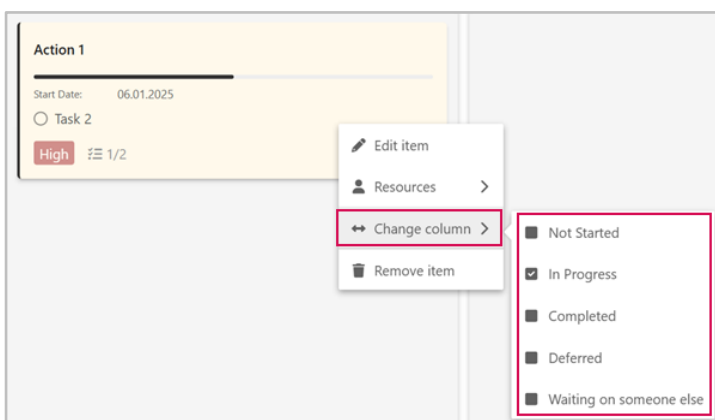 Action 1
Start Date: 06.01.2025
Task 2
High 1/2
Edit item
Resources
Change column
Remove item
Not Started
In Progress
Completed
Deferred
Waiting on someone else